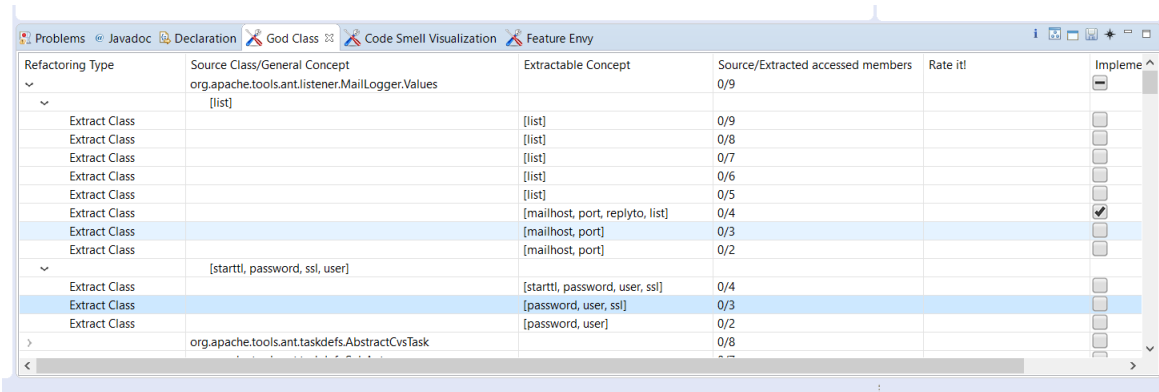 Problems @ Javadoc Declaration God Class Code Smell Visualization Feature Envy
Refactoring Type Source Class/General Concept Extractable Concept Source/Extracted accessed members Rate it! Impleme
org.apache.tools.ant.listener.MailLogger.Values 0/9
[list]
Extract Class [list] 0/9
Extract Class [list] 0/8
Extract Class [list] 0/7
Extract Class [list] 0/6
Extract Class [list] 0/5
Extract Class [mailhost, port, replyto, list] 0/4
Extract Class [mailhost, port] 0/3
Extract Class [mailhost, port] 0/2
[starttl, password, ssl, user]
Extract Class [starttl, password, user, ssl] 0/4
Extract Class [password, user, ssl] 0/3
Extract Class [password, user] 0/2
org.apache.tools.ant.taskdefs.AbstractCvsTask 0/8